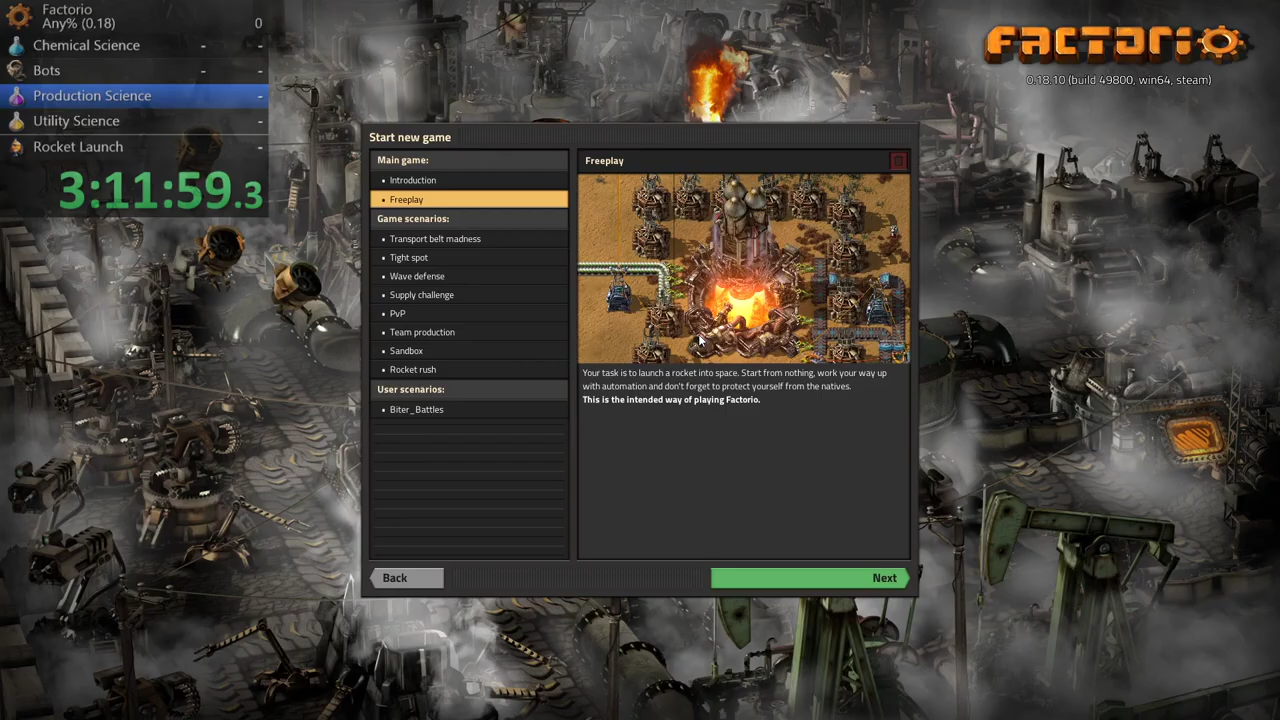 Factorio
Any% (0.18) 0
Chemical Science - -
Bots - -
Production Science -
Utility Science -
Rocket Launch -
3:11:59.3
FACTORIO
0.18.10 (build 49800, win64, steam)
Start new game
Main game:
Introduction
Freeplay
Game scenarios:
Transport belt madness
Tight spot
Wave defense
Supply challenge
PvP
Team production
Sandbox
Rocket rush
User scenarios:
Biter_Battles
Freeplay
Your task is to launch a rocket into space. Start from nothing, work your way up
with automation and don't forget to protect yourself from the natives.
This is the intended way of playing Factorio.
Back
Next